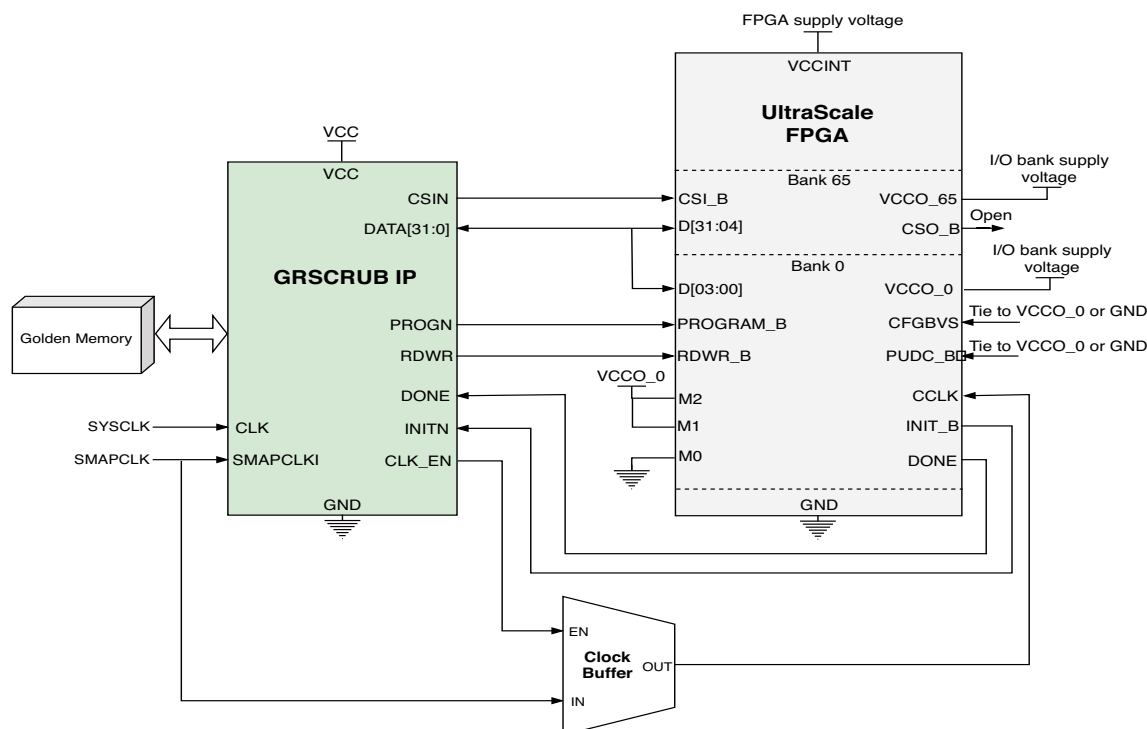 FPGA supply voltage
VCCINT
UltraScale
FPGA
VCC
VCC
I/O bank supply
voltage
Bank 65
CSIN
CSI_B
VCCO_65
Open
DATA[31:0]
D[31:04]
CSO_B
I/O bank supply
voltage
Bank 0
GRSCRUB IP
D[03:00]
VCCO_0
Tie to VCCO_0 or GND
Golden Memory
PROGN
PROGRAM_B
CFGBVS
Tie to VCCO_0 or GND
RDWR
RDWR_B
PUDC_B
VCCO_0
DONE
M2
CCLK
SYSCLK
CLK
INITN
M1
INIT_B
SMAPCLK
SMAPCLKI
CLK_EN
M0
DONE
GND
GND
EN
Clock
Buffer
OUT
IN